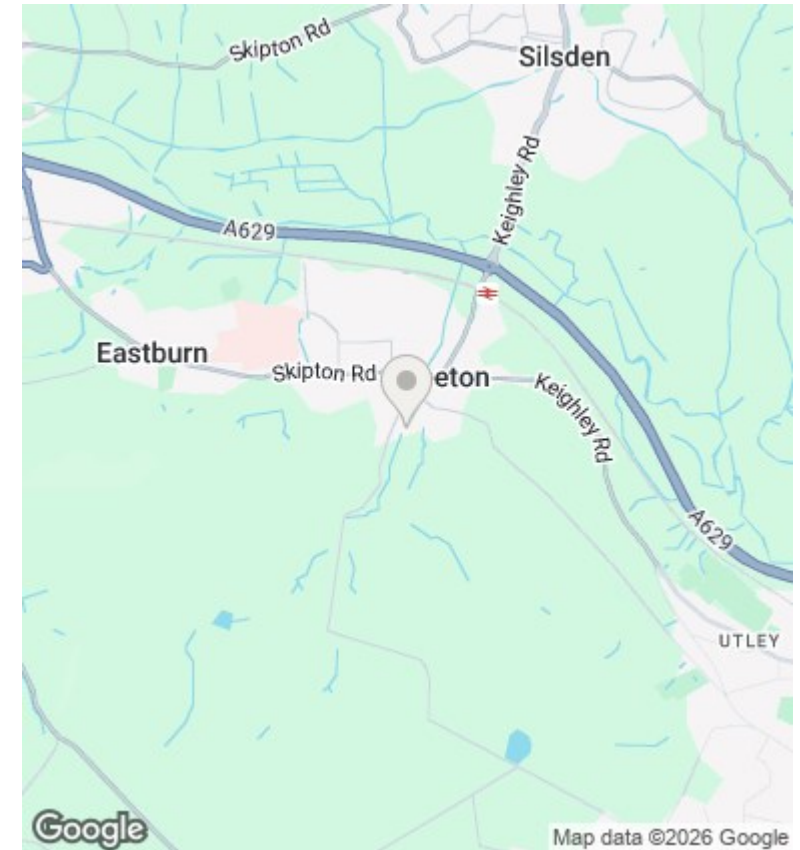 Skipton Rd
Silsden
Keighley Rd
A629
Eastburn
Skipton Rd
eton
Keighley Rd
A629
UTLEY
Google
Map data ©2026 Google